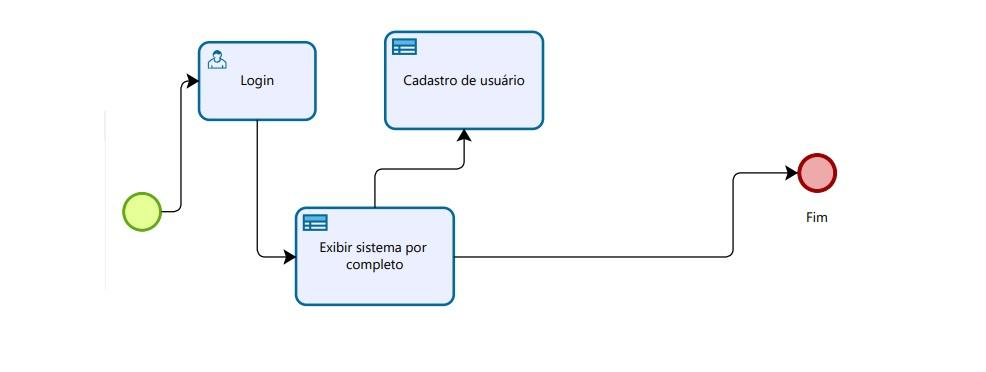 Login
Cadastro de usuário
Exibir sistema por
completo
Fim